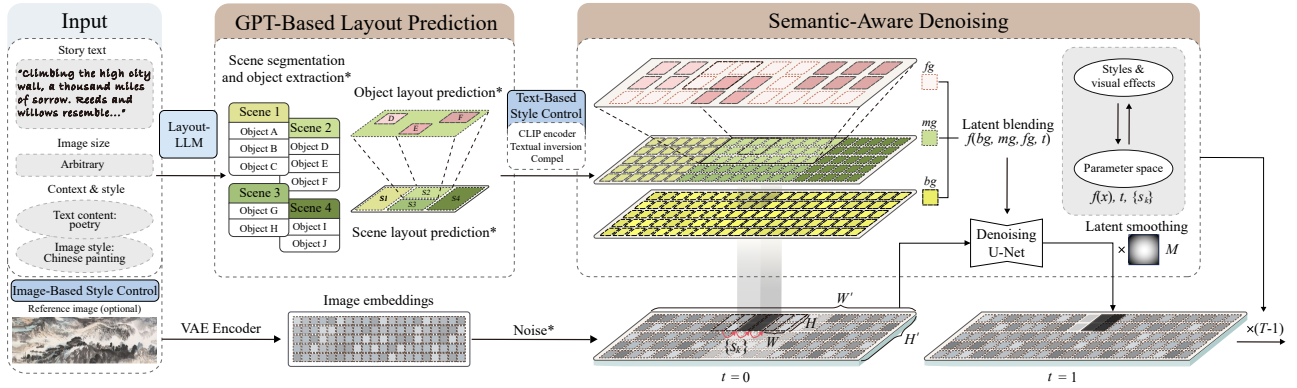 Input
Story text
"Climbing the high city
wall, a thousand miles
of sorrow. Reeds and
willows resemble..."
Image size
Arbitrary
Context & style
Text content:
poetry
Image style:
Chinese painting
Image-Based Style Control
Reference image (optional)
Layout-
LLM
GPT-Based Layout Prediction
Scene segmentation
and object extraction*
Scene 1
Object A
Object B
Object C
Scene 2
Object D
Object E
Object F
Scene 3
Object G
Object H
Scene 4
Object I
Object J
Object layout prediction*
D
E
F
S1
S2
S3
S4
Scene layout prediction*
Text-Based
Style Control
CLIP encoder
Textual inversion
Compel
Semantic-Aware Denoising
fg
mg
bg
Latent blending
f(bg, mg, fg, t)
Styles &
visual effects
Parameter space
f(x), t, {sₖ}
Denoising
U-Net
Latent smoothing
× M
VAE Encoder
Image embeddings
Noise*
W'
H
W
{sₖ}
H'
t = 0
t = 1
×(T-1)